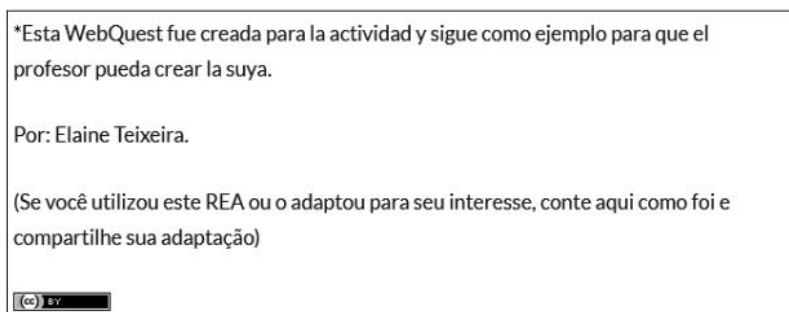 *Esta WebQuest fue creada para la actividad y sigue como ejemplo para que el
profesor pueda crear la suya.
Por: Elaine Teixeira.
(Se você utilizou este REA ou o adaptou para seu interesse, conte aqui como foi e
compartilhe sua adaptação)
(cc) BY